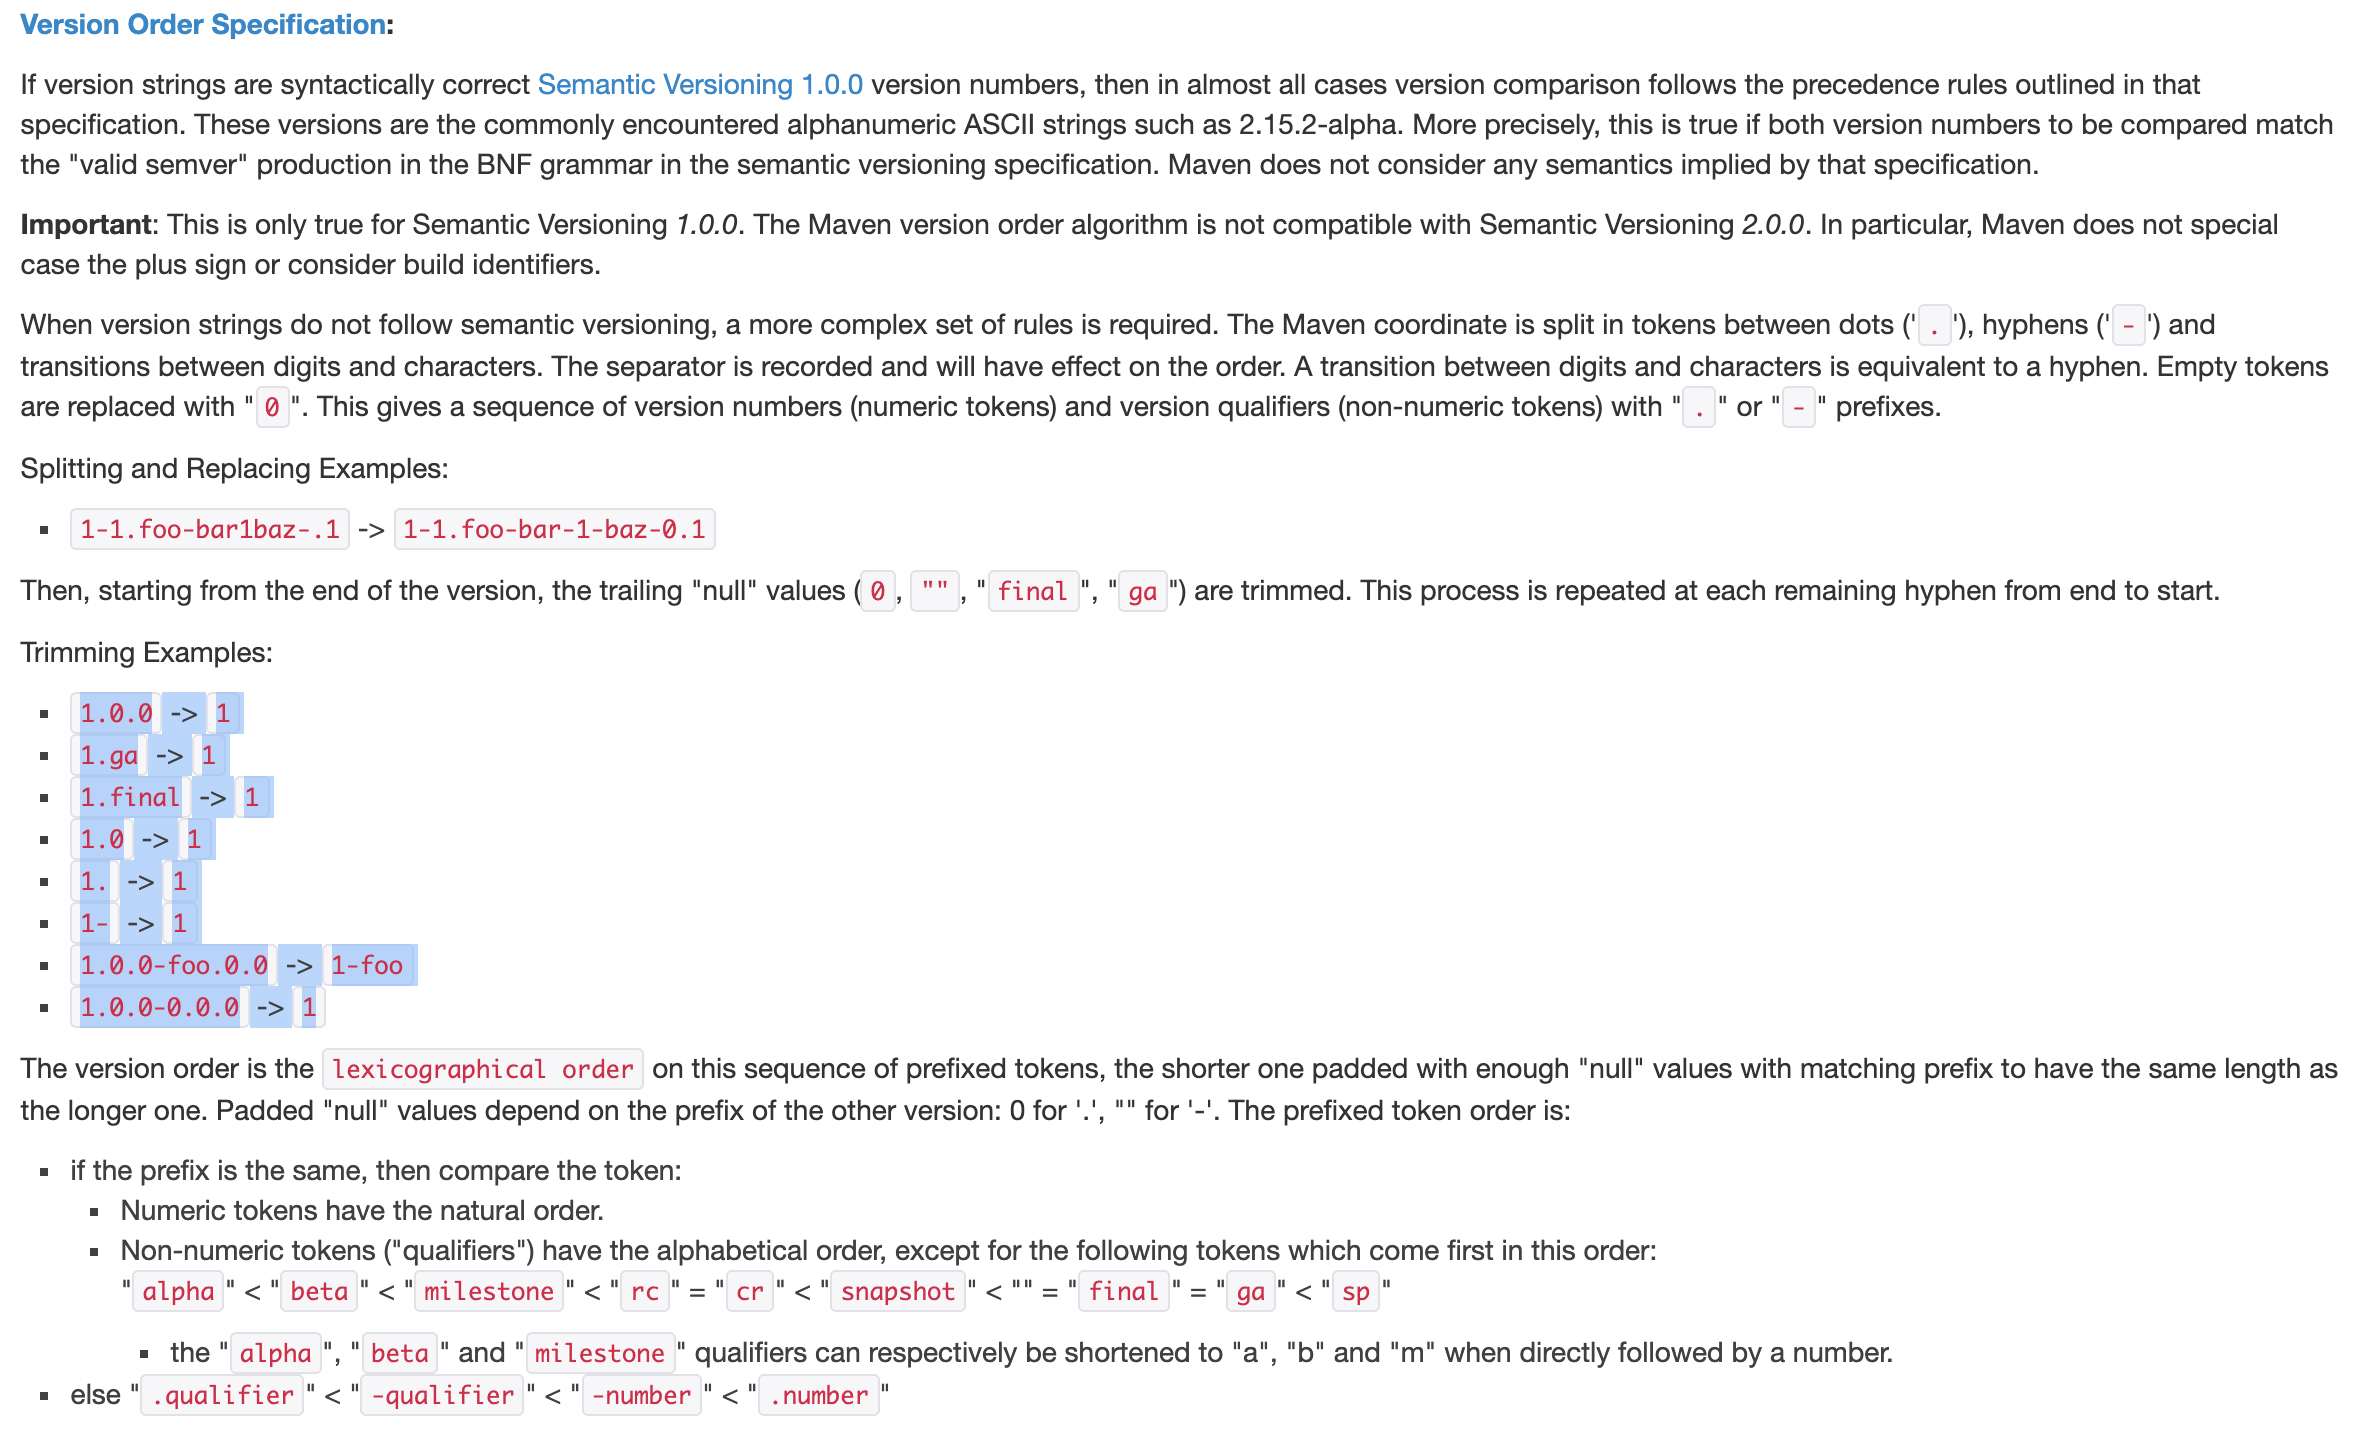 Version Order Specification:
If version strings are syntactically correct Semantic Versioning 1.0.0 version numbers, then in almost all cases version comparison follows the precedence rules outlined in that
specification. These versions are the commonly encountered alphanumeric ASCII strings such as 2.15.2-alpha. More precisely, this is true if both version numbers to be compared match
the "valid semver" production in the BNF grammar in the semantic versioning specification. Maven does not consider any semantics implied by that specification.
Important: This is only true for Semantic Versioning 1.0.0. The Maven version order algorithm is not compatible with Semantic Versioning 2.0.0. In particular, Maven does not special
case the plus sign or consider build identifiers.
When version strings do not follow semantic versioning, a more complex set of rules is required. The Maven coordinate is split in tokens between dots ('.'), hyphens ('-') and
transitions between digits and characters. The separator is recorded and will have effect on the order. A transition between digits and characters is equivalent to a hyphen. Empty tokens
are replaced with "0". This gives a sequence of version numbers (numeric tokens) and version qualifiers (non-numeric tokens) with "." or "-" prefixes.
Splitting and Replacing Examples:
▪ 1-1.foo-bar1baz-.1 -> 1-1.foo-bar-1-baz-0.1
Then, starting from the end of the version, the trailing "null" values (0, "", "final", "ga") are trimmed. This process is repeated at each remaining hyphen from end to start.
Trimming Examples:
▪ 1.0.0 -> 1
▪ 1.ga -> 1
▪ 1.final -> 1
▪ 1.0 -> 1
▪ 1. -> 1
▪ 1- -> 1
▪ 1.0.0-foo.0.0 -> 1-foo
▪ 1.0.0-0.0.0 -> 1
The version order is the lexicographical order on this sequence of prefixed tokens, the shorter one padded with enough "null" values with matching prefix to have the same length as
the longer one. Padded "null" values depend on the prefix of the other version: 0 for '.', "" for '-'. The prefixed token order is:
▪ if the prefix is the same, then compare the token:
▪ Numeric tokens have the natural order.
▪ Non-numeric tokens ("qualifiers") have the alphabetical order, except for the following tokens which come first in this order:
"alpha" < "beta" < "milestone" < "rc" = "cr" < "snapshot" < "" = "final" = "ga" < "sp"
▪ the "alpha", "beta" and "milestone" qualifiers can respectively be shortened to "a", "b" and "m" when directly followed by a number.
▪ else ".qualifier" < "-qualifier" < "-number" < ".number"